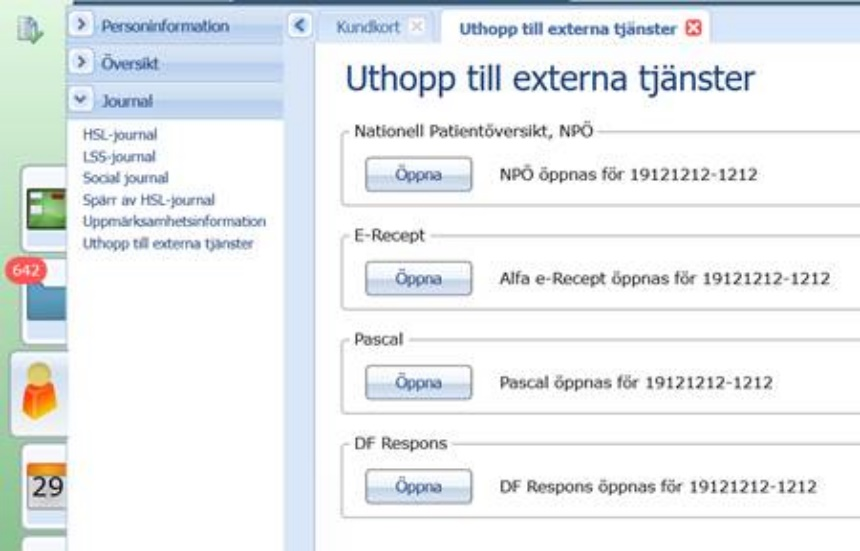 Personinformation
Översikt
Journal
HSL-journal
LSS-journal
Social journal
Spärr av HSL-journal
Uppmärksamhetsinformation
Uthopp till externa tjänster
642
29
Kundkort
Uthopp till externa tjänster
Uthopp till externa tjänster
Nationell Patientöversikt, NPÖ
Öppna NPÖ öppnas för 19121212-1212
E-Recept
Öppna Alfa e-Recept öppnas för 19121212-1212
Pascal
Öppna Pascal öppnas för 19121212-1212
DF Respons
Öppna DF Respons öppnas för 19121212-1212